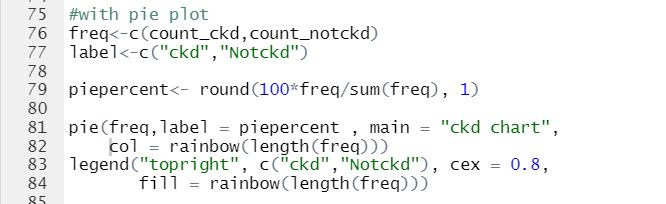 75 #with pie plot
76 freq<-c(count_ckd,count_notckd)
77 label<-c("ckd","Notckd")
78
79 piepercent<- round(100*freq/sum(freq), 1)
80
81 pie(freq,label = piepercent , main = "ckd chart",
82 col = rainbow(length(freq)))
83 legend("topright", c("ckd","Notckd"), cex = 0.8,
84 fill = rainbow(length(freq)))
85